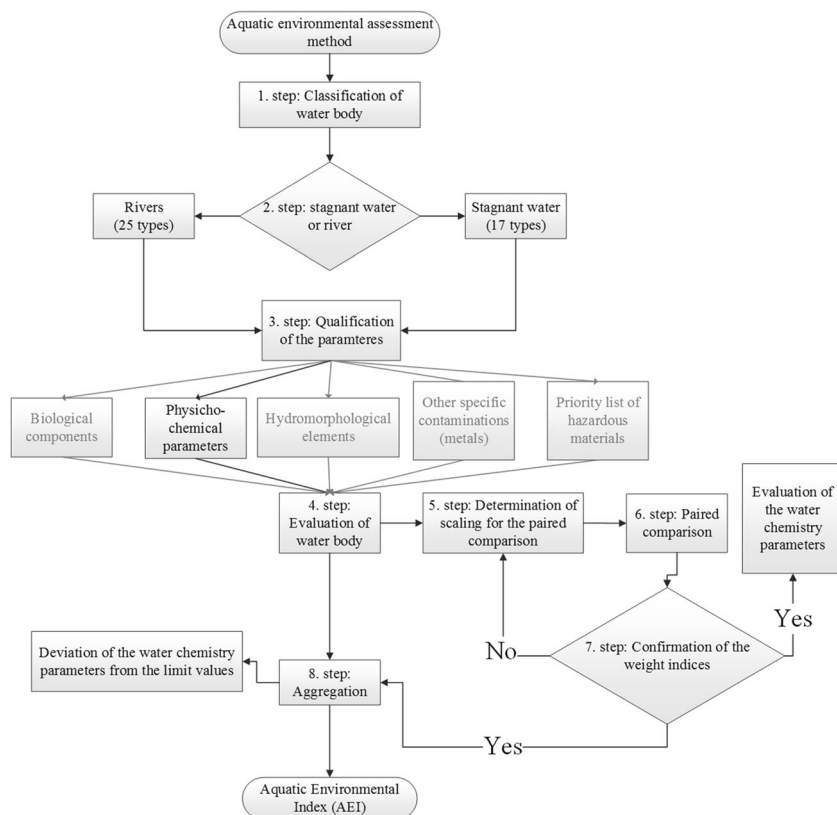 Aquatic environmental assessment
method
1. step: Classification of
water body
Rivers
(25 types)
2. step: stagnant water
or river
Stagnant water
(17 types)
3. step: Qualification
of the paramteres
Biological
components
Physicho-
chemical
parameters
Hydromorphological
elements
Other specific
contaminations
(metals)
Priority list of
hazardous
materials
4. step:
Evaluation of
water body
5. step: Determination of
scaling for the paired
comparison
6. step: Paired
comparison
Evaluation of
the water
chemistry
parameters
No
7. step: Confirmation of the
weight indices
Yes
Deviation of the water chemistry
parameters from the limit values
8. step:
Aggregation
Yes
Aquatic Environmental
Index (AEI)